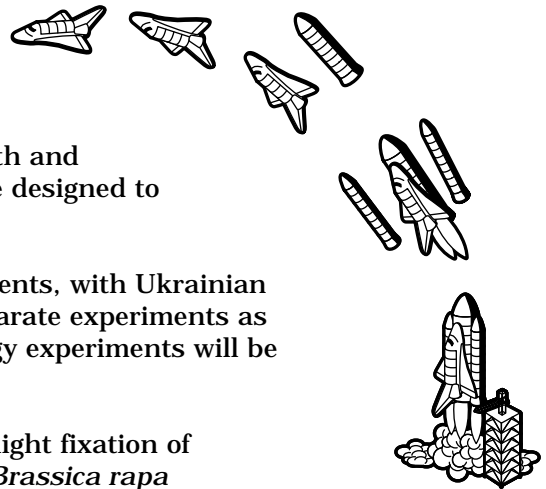 th and
e designed to
ents, with Ukrainian
arate experiments as
gy experiments will be
ight fixation of
Brassica rapa